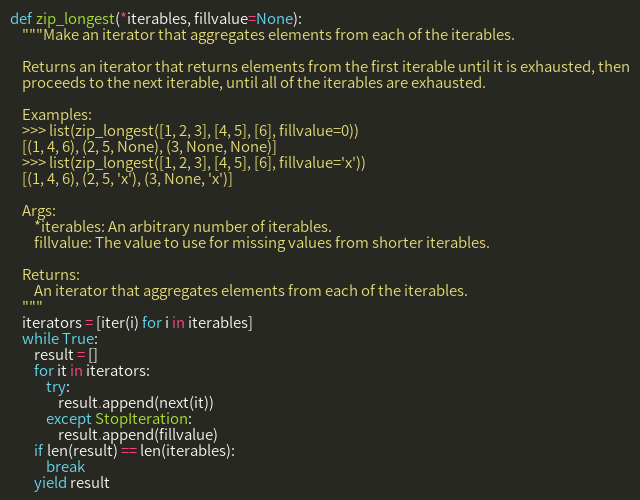 def zip_longest(*iterables, fillvalue=None):
"""Make an iterator that aggregates elements from each of the iterables.
Returns an iterator that returns elements from the first iterable until it is exhausted, then
proceeds to the next iterable, until all of the iterables are exhausted.
Examples:
>>> list(zip_longest([1, 2, 3], [4, 5], [6], fillvalue=0))
[(1, 4, 6), (2, 5, None), (3, None, None)]
>>> list(zip_longest([1, 2, 3], [4, 5], [6], fillvalue='x'))
[(1, 4, 6), (2, 5, 'x'), (3, None, 'x')]
Args:
*iterables: An arbitrary number of iterables.
fillvalue: The value to use for missing values from shorter iterables.
Returns:
An iterator that aggregates elements from each of the iterables.
"""
iterators = [iter(i) for i in iterables]
while True:
result = []
for it in iterators:
try:
result.append(next(it))
except StopIteration:
result.append(fillvalue)
if len(result) == len(iterables):
break
yield result